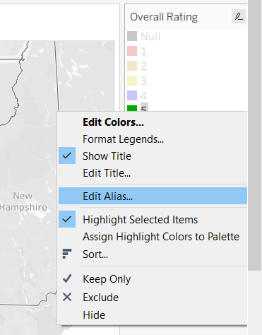 Overall Rating
Null
1
2
3
4
5
Edit Colors...
Format Legends...
Show Title
Edit Title...
Edit Alias...
Highlight Selected Items
Assign Highlight Colors to Palette
Sort...
Keep Only
Exclude
Hide
New
Hampshire